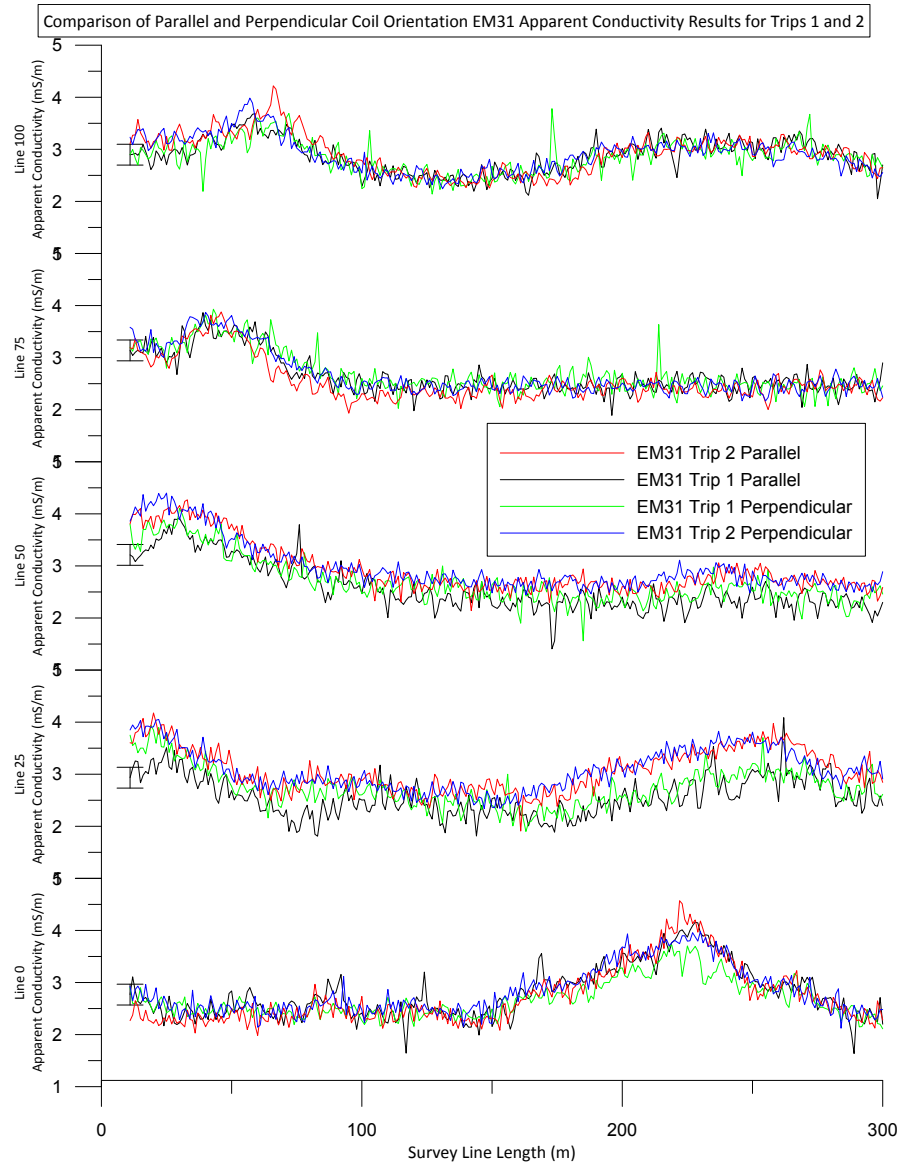 Comparison of Parallel and Perpendicular Coil Orientation EM31 Apparent Conductivity Results for Trips 1 and 2
5
4
3
2
1
Line 100
Apparent Conductivity (mS/m)
5
4
3
2
1
Line 75
Apparent Conductivity (mS/m)
5
4
3
2
1
Line 50
Apparent Conductivity (mS/m)
5
4
3
2
1
Line 25
Apparent Conductivity (mS/m)
5
4
3
2
1
Line 0
Apparent Conductivity (mS/m)
EM31 Trip 2 Parallel
EM31 Trip 1 Parallel
EM31 Trip 1 Perpendicular
EM31 Trip 2 Perpendicular
0 100 200 300
Survey Line Length (m)